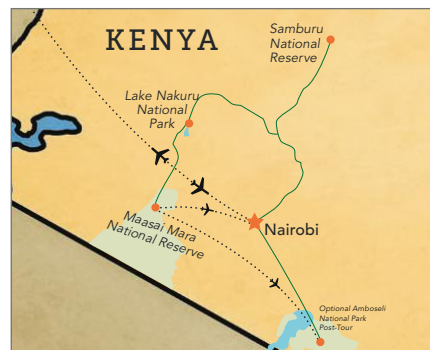 KENYA
Samburu
National
Reserve
Lake Nakuru
National
Park
Maasai Mara
National Reserve
Nairobi
Optional Amboseli
National Park
Post-Tour